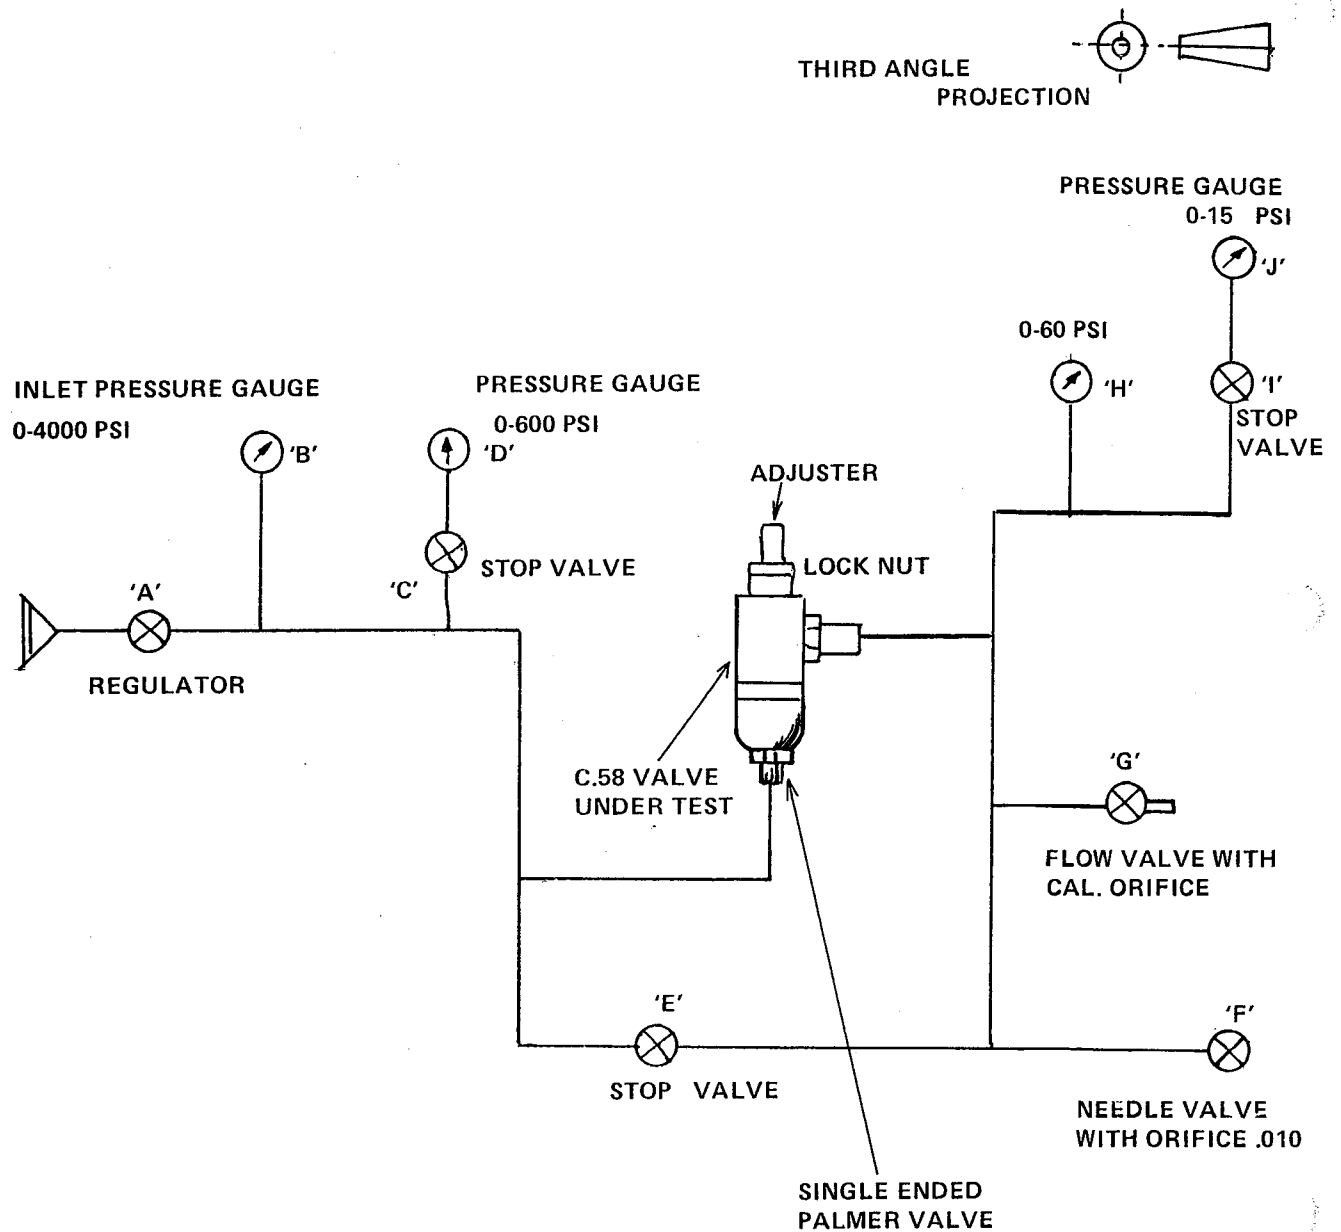 THIRD ANGLE
PROJECTION
PRESSURE GAUGE
0-15 PSI
'J'
0-60 PSI
'H'
'I'
STOP
VALVE
INLET PRESSURE GAUGE
0-4000 PSI
'B'
PRESSURE GAUGE
0-600 PSI
'D'
ADJUSTER
STOP VALVE
'C'
LOCK NUT
'A'
REGULATOR
C.58 VALVE
UNDER TEST
'G'
FLOW VALVE WITH
CAL. ORIFICE
'E'
STOP VALVE
'F'
NEEDLE VALVE
WITH ORIFICE .010
SINGLE ENDED
PALMER VALVE